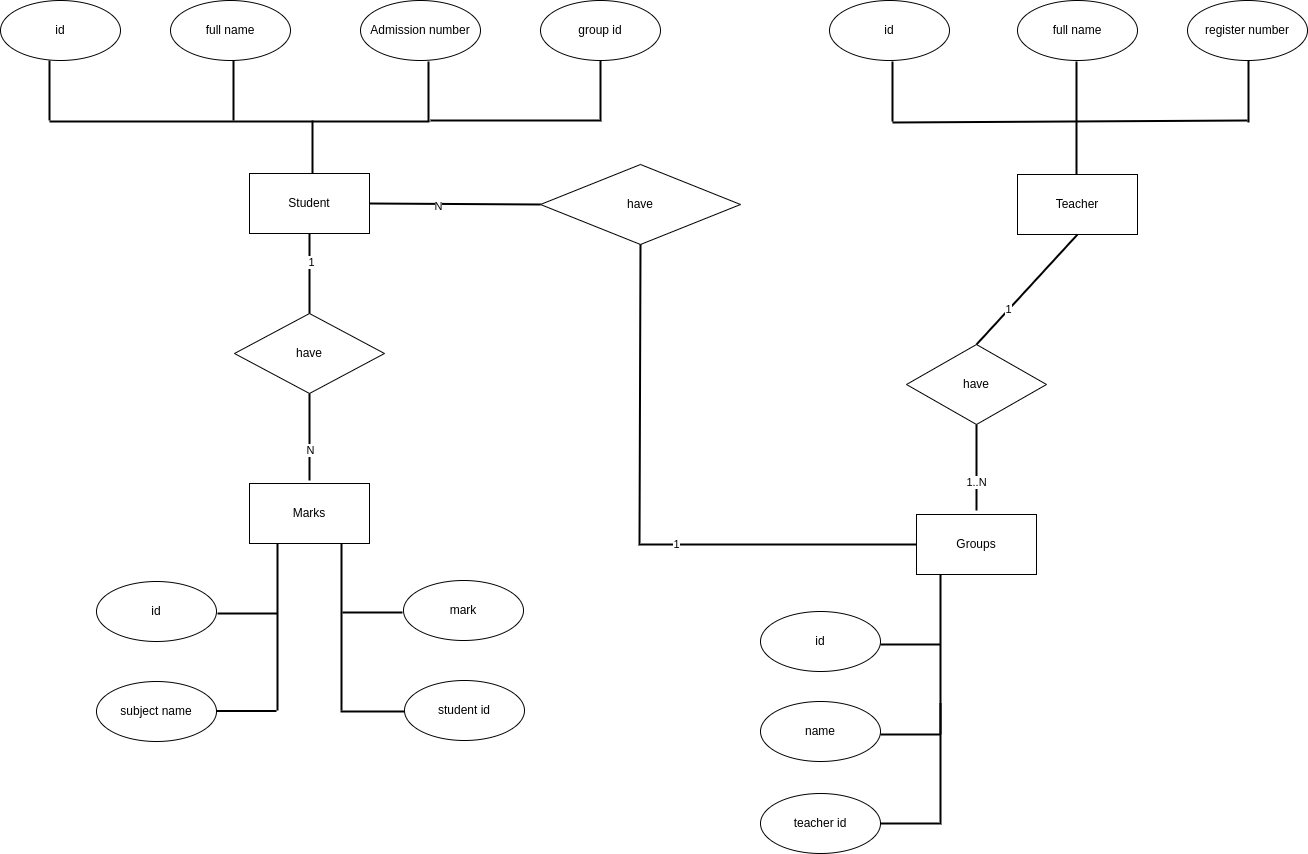 id
full name
Admission number
group id
id
full name
register number
Student
N
have
Teacher
1
1
have
have
N
1..N
Marks
1
Groups
id
mark
id
subject name
student id
name
teacher id